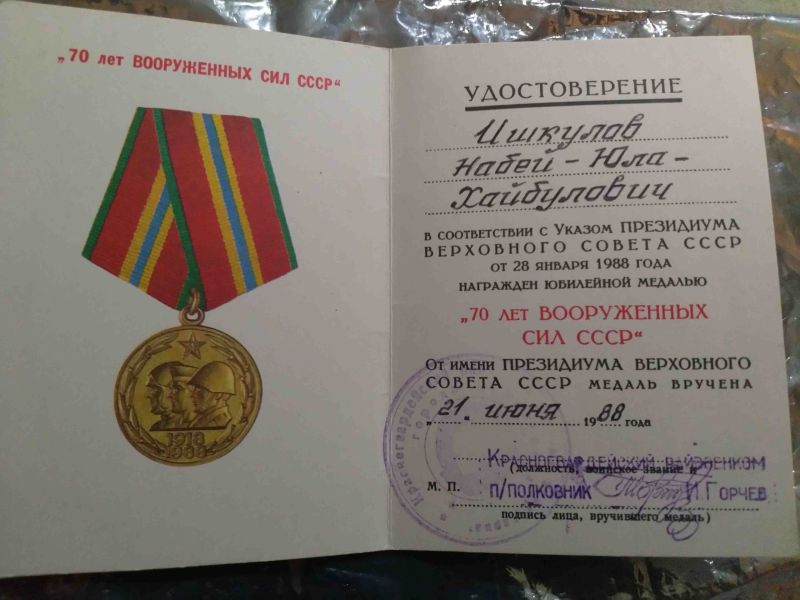 „70 лет ВООРУЖЕННЫХ СИЛ СССР“
1918
1988
УДОСТОВЕРЕНИЕ
Ишкулов
Набей-Юла-
Хайбулович
В СООТВЕТСТВИИ С УКАЗОМ ПРЕЗИДИУМА
ВЕРХОВНОГО СОВЕТА СССР
ОТ 28 ЯНВАРЯ 1988 ГОДА
НАГРАЖДЕН ЮБИЛЕЙНОЙ МЕДАЛЬЮ
„70 ЛЕТ ВООРУЖЕННЫХ
СИЛ СССР“
ОТ ИМЕНИ ПРЕЗИДИУМА ВЕРХОВНОГО
СОВЕТА СССР МЕДАЛЬ ВРУЧЕНА
„21“ июня 1988 года
КРАСНОГВАРДЕЙСКИЙ РАЙВОЕНКОМ
(должность, воинское звание и
М. П. П/ПОЛКОВНИК И.ГОРЧЕВ
подпись лица, вручившего медаль)